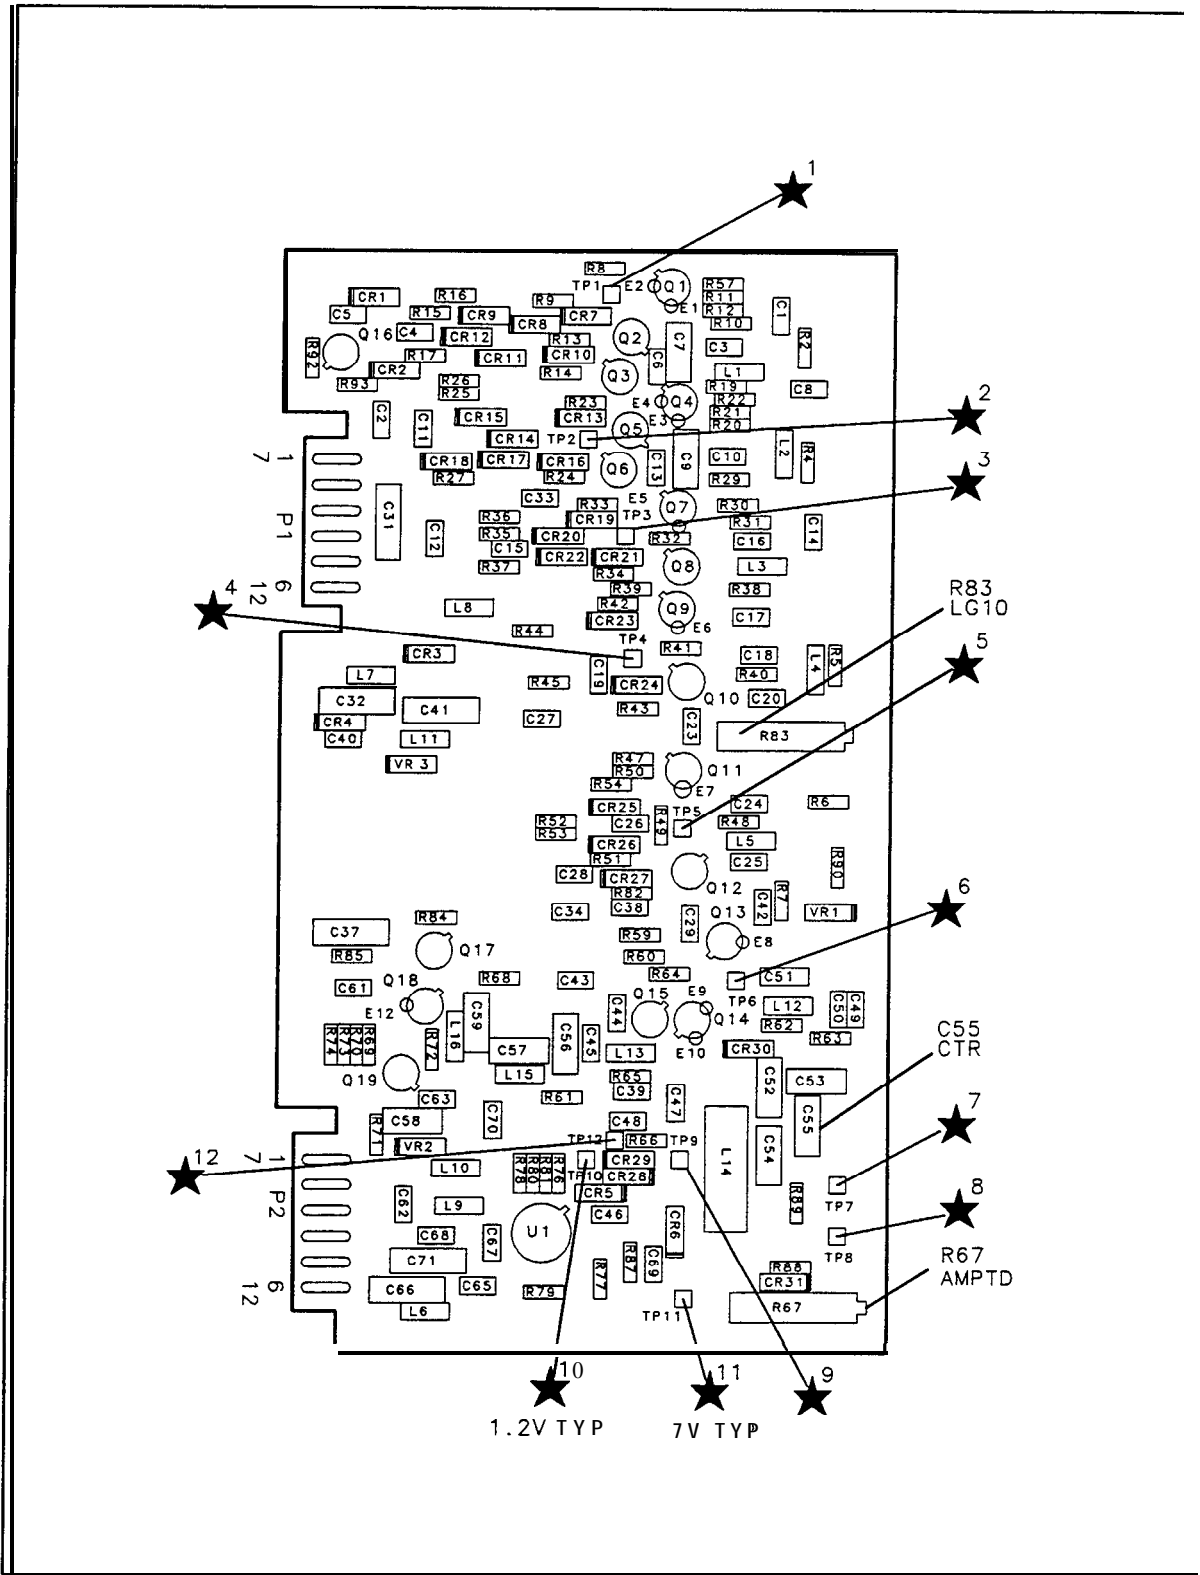 1
R8
TP1
E2
Q1
R57
CR1
R16
R9
R11
E1
C5
R15
CR9
CR7
R12
C1
CR8
R10
Q16
C4
CR12
R13
Q2
C7
C3
R2
R92
R17
CR11
CR10
C6
CR2
R14
Q3
L1
R93
R26
R19
C8
R25
R23
E4
Q4
R22
2
C2
C11
CR15
CR13
E3
R21
Q5
R20
CR14
TP2
L2
R4
1
7
CR18
CR17
CR16
Q6
C13
C9
C10
3
R27
R24
R29
C33
R33
E5
Q7
R30
C31
R36
CR19
TP3
R31
C14
P1
C12
R35
CR20
R32
C16
C15
CR22
CR21
Q8
L3
R37
R34
4
6
12
R39
R38
R83
LG10
L8
R42
Q9
CR23
C17
R44
E6
TP4
R41
5
CR3
C18
L4
R5
L7
C19
R40
R45
CR24
Q10
C20
C32
C41
R43
CR4
C27
C23
C40
L11
R83
VR 3
R47
R50
Q11
R54
E7
CR25
TP5
C24
R6
R52
C26
R49
R48
R53
CR26
L5
R51
C25
R90
C28
CR27
6
R82
Q12
R7
C34
C38
C29
Q13
C42
VR1
R84
C37
R59
E8
R85
Q17
R60
Q18
R68
C43
R64
C51
C61
TP6
E12
Q15
E9
C50
C49
C59
C44
Q14
L12
L16
R62
C55
CTR
R74
R73
R70
R69
R72
C57
C56
C45
L13
E10
CR30
R63
Q19
L15
R65
C52
C53
C63
R61
C39
C47
7
R71
C58
C70
C48
C55
TP12
R66
TP9
C54
VR2
12
1
7
L10
R78
R80
R81
R76
TP10
CR29
CR28
L14
8
P2
C62
L9
CR5
R89
TP7
C46
C68
C67
U1
CR6
R67
AMPTD
C71
R87
C69
TP8
R88
6
12
C66
C65
R79
R77
CR31
L6
TP11
R67
10
11
9
1.2V TYP
7V TYP